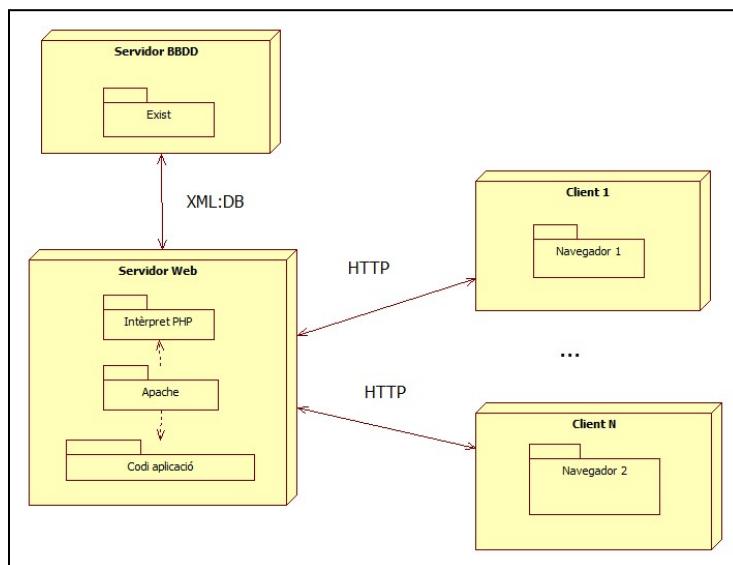 Servidor BBDD
Exist
XML:DB
Servidor Web
Intèrpret PHP
Apache
Codi aplicació
HTTP
HTTP
Client 1
Navegador 1
...
Client N
Navegador 2